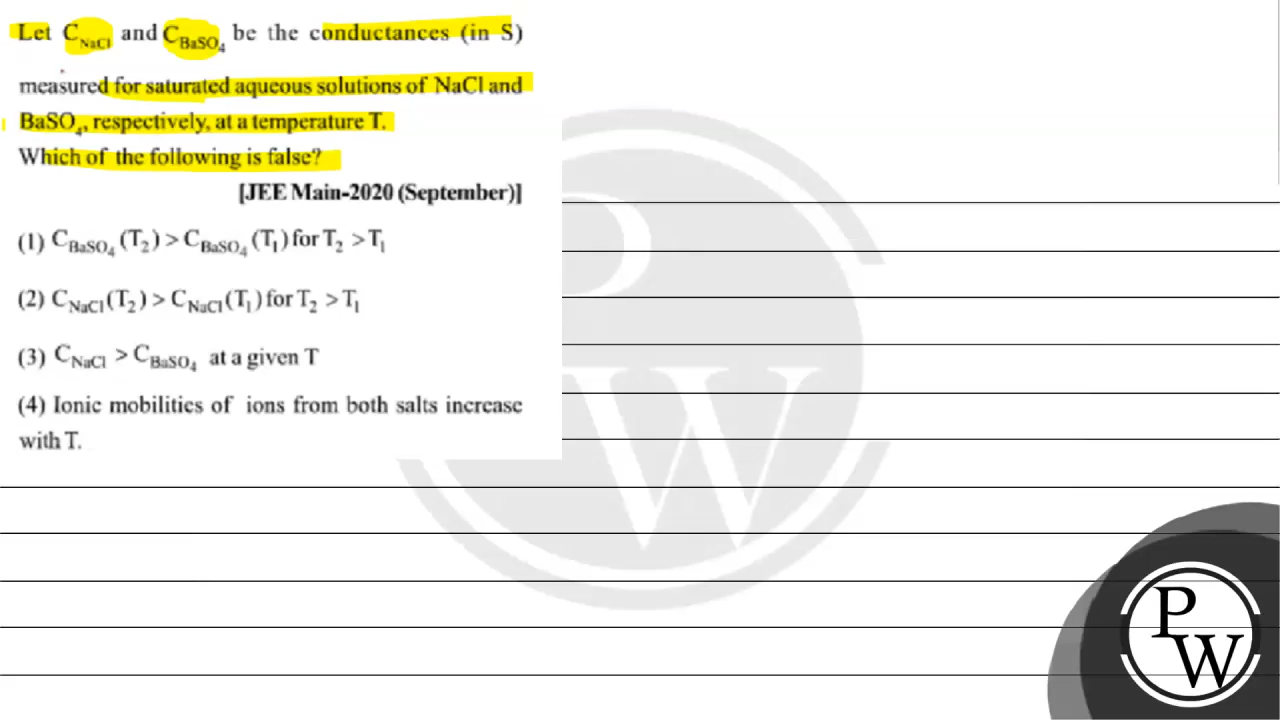 Let C_NaCl and C_BaSO₄ be the conductances (in S)
measured for saturated aqueous solutions of NaCl and
BaSO₄, respectively, at a temperature T.
Which of the following is false?
[JEE Main-2020 (September)]
(1) C_BaSO₄ (T₂) > C_BaSO₄ (T₁) for T₂ > T₁
(2) C_NaCl (T₂) > C_NaCl (T₁) for T₂ > T₁
(3) C_NaCl > C_BaSO₄ at a given T
(4) Ionic mobilities of ions from both salts increase
with T.
P
W
P
W